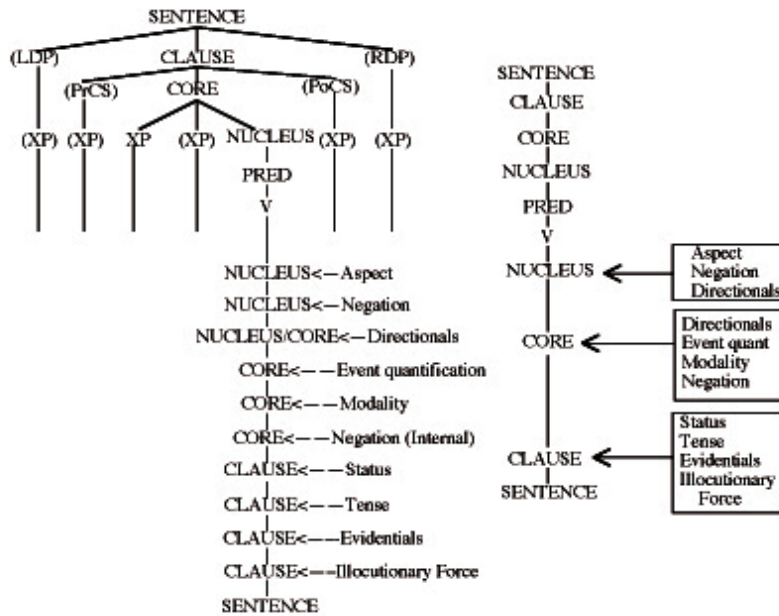 SENTENCE
(LDP) CLAUSE (RDP)
(PrCS) CORE (PoCS)
(XP) (XP) XP (XP) NUCLEUS (XP) (XP)
PRED
V
NUCLEUS<—Aspect
NUCLEUS<—Negation
NUCLEUS/CORE<—Directionals
CORE<——Event quantification
CORE<——Modality
CORE<——Negation (Internal)
CLAUSE<——Status
CLAUSE<——Tense
CLAUSE<——Evidentials
CLAUSE<——Illocutionary Force
SENTENCE
SENTENCE
CLAUSE
CORE
NUCLEUS
PRED
V
NUCLEUS
Aspect
Negation
Directionals
CORE
Directionals
Event quant
Modality
Negation
CLAUSE
Status
Tense
Evidentials
Illocutionary
Force
SENTENCE